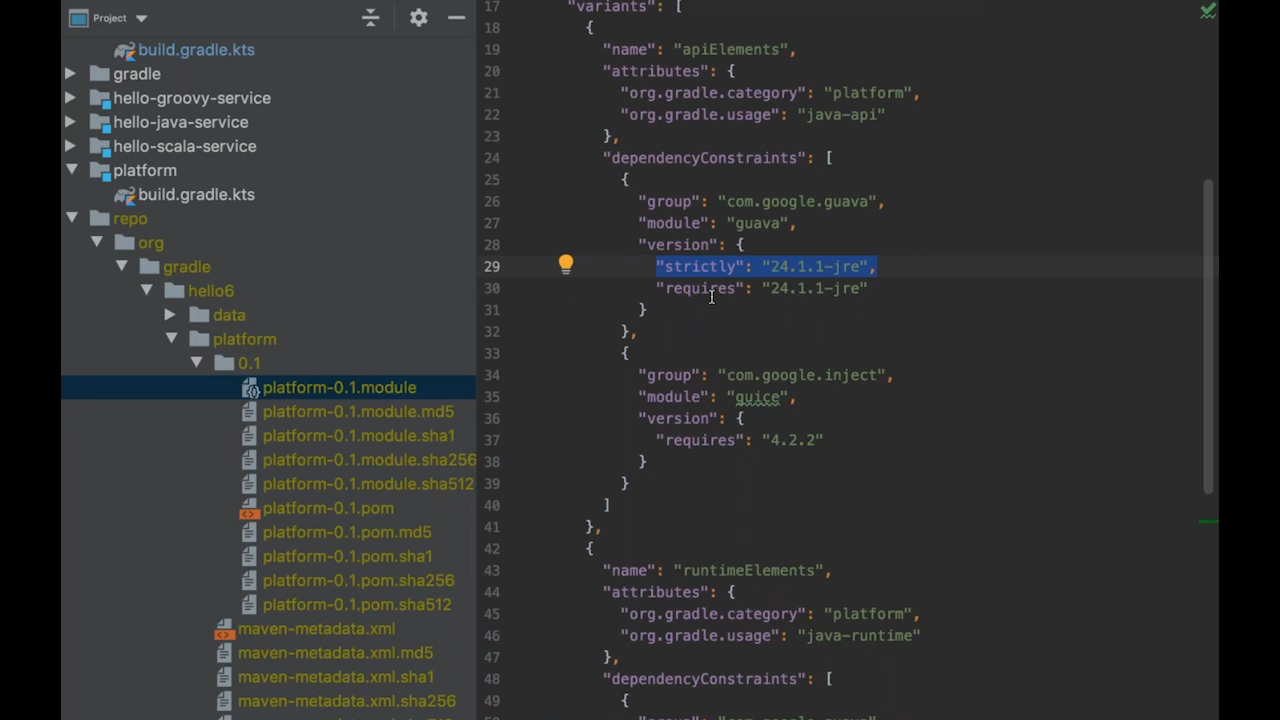 Project
build.gradle.kts
gradle
hello-groovy-service
hello-java-service
hello-scala-service
platform
build.gradle.kts
repo
org
gradle
hello6
data
platform
0.1
platform-0.1.module
platform-0.1.module.md5
platform-0.1.module.sha1
platform-0.1.module.sha256
platform-0.1.module.sha512
platform-0.1.pom
platform-0.1.pom.md5
platform-0.1.pom.sha1
platform-0.1.pom.sha256
platform-0.1.pom.sha512
maven-metadata.xml
maven-metadata.xml.md5
maven-metadata.xml.sha1
maven-metadata.xml.sha256
17 "variants": [
18 {
19 "name": "apiElements",
20 "attributes": {
21 "org.gradle.category": "platform",
22 "org.gradle.usage": "java-api"
23 },
24 "dependencyConstraints": [
25 {
26 "group": "com.google.guava",
27 "module": "guava",
28 "version": {
29 "strictly": "24.1.1-jre",
30 "requires": "24.1.1-jre"
31 }
32 },
33 {
34 "group": "com.google.inject",
35 "module": "guice",
36 "version": {
37 "requires": "4.2.2"
38 }
39 }
40 ]
41 },
42 {
43 "name": "runtimeElements",
44 "attributes": {
45 "org.gradle.category": "platform",
46 "org.gradle.usage": "java-runtime"
47 },
48 "dependencyConstraints": [
49 {